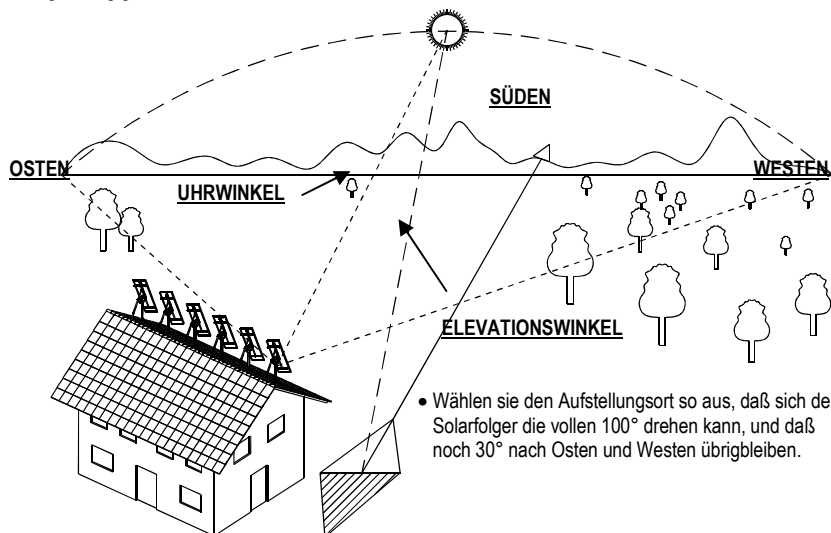 SÜDEN
OSTEN
WESTEN
UHRWINKEL
ELEVATIONSWINKEL
• Wählen sie den Aufstellungsort so aus, daß sich de
Solarfolger die vollen 100° drehen kann, und daß
noch 30° nach Osten und Westen übrigbleiben.